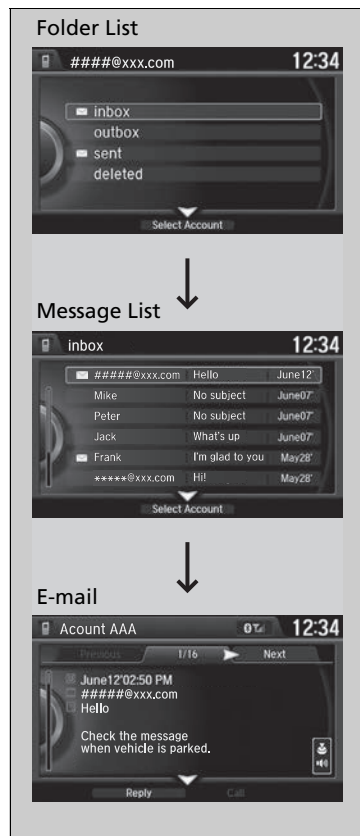 Folder List
####@xxx.com 12:34
inbox
outbox
sent
deleted
Select Account
Message List
inbox 12:34
#####@xxx.com Hello June12'
Mike No subject June07'
Peter No subject June07'
Jack What's up June07'
Frank I'm glad to you May28'
*****@xxx.com Hi! May28'
Select Account
E-mail
Acount AAA 12:34
Previous 1/16 Next
June12'02:50 PM
#####@xxx.com
Hello
Check the message
when vehicle is parked.
Reply Call